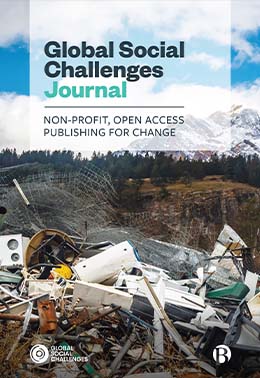 Global Social
Challenges
Journal
NON-PROFIT, OPEN ACCESS
PUBLISHING FOR CHANGE
GLOBAL
SOCIAL
CHALLENGES
B